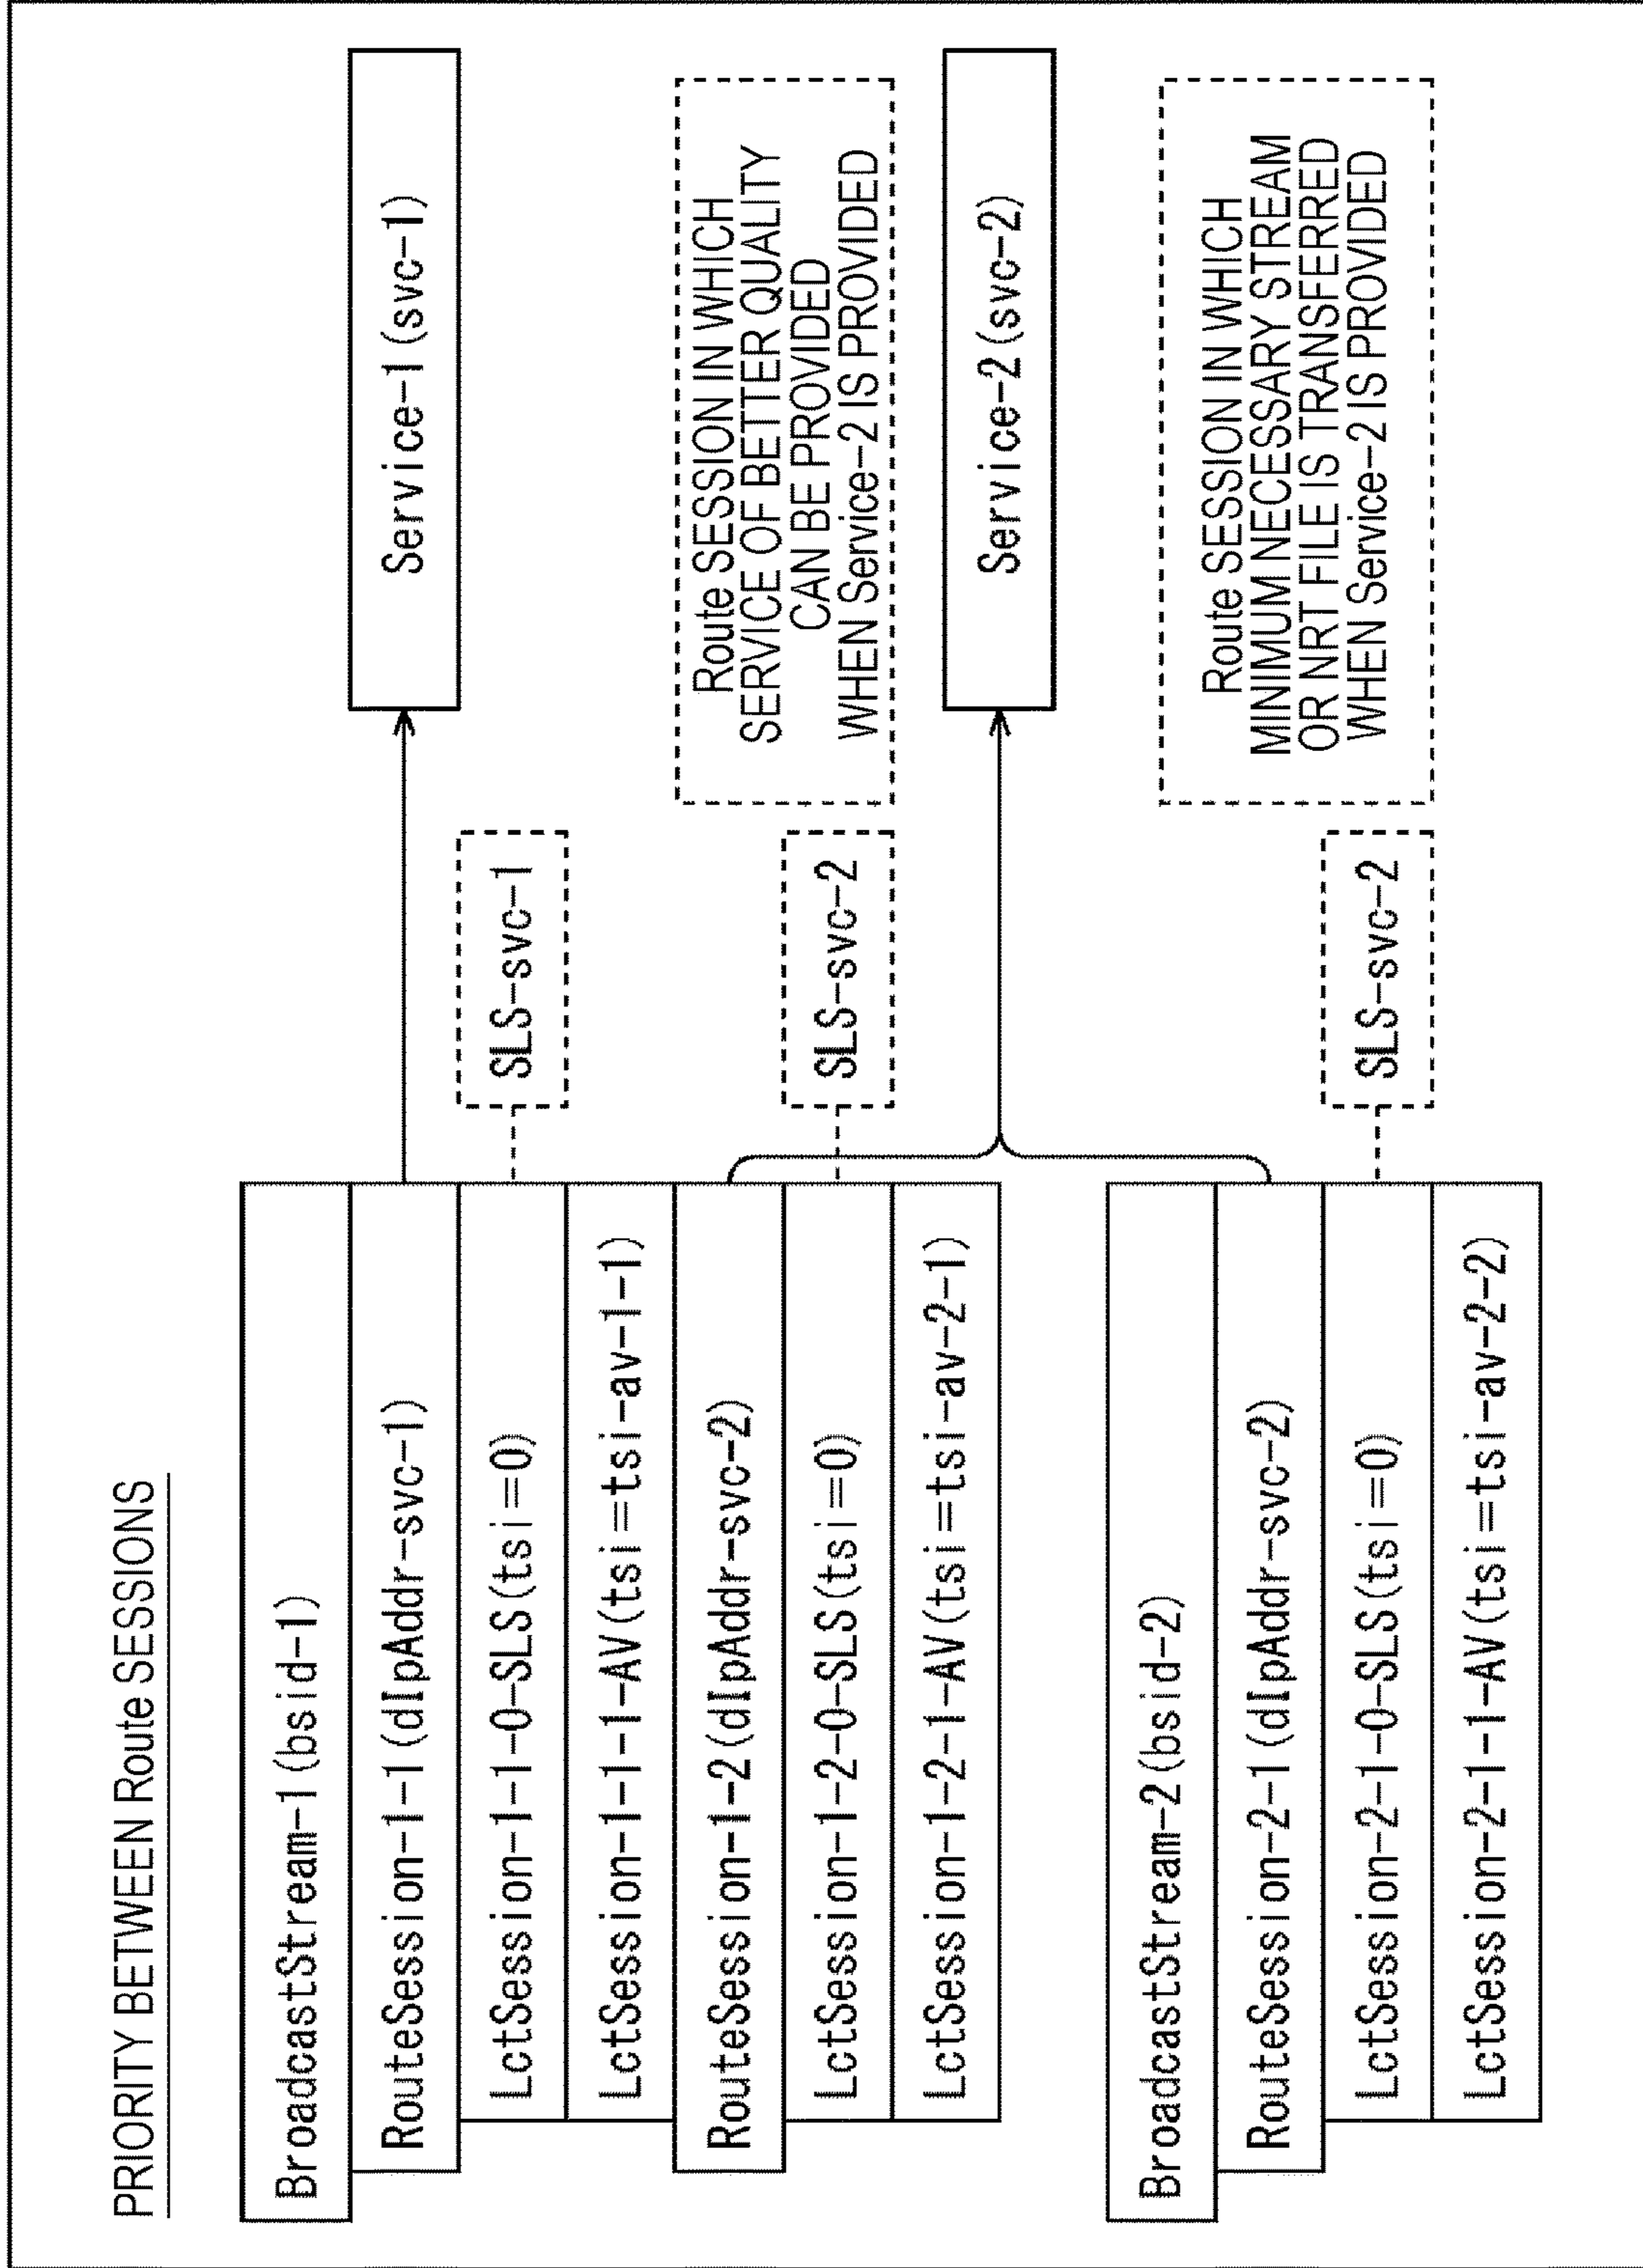 PRIORITY BETWEEN Route SESSIONS
BroadcastStream-1(bsid-1)
RouteSession-1-1(dIpAddr-svc-1)
Service-1(svc-1)
LctSession-1-1-0-SLS(tsi=0)
SLS-svc-1
LctSession-1-1-1-AV(tsi=tsi-av-1-1)
RouteSession-1-2(dIpAddr-svc-2)
LctSession-1-2-0-SLS(tsi=0)
SLS-svc-2
Route SESSION IN WHICH
SERVICE OF BETTER QUALITY
CAN BE PROVIDED
WHEN Service-2 IS PROVIDED
LctSession-1-2-1-AV(tsi=tsi-av-2-1)
Service-2(svc-2)
BroadcastStream-2(bsid-2)
RouteSession-2-1(dIpAddr-svc-2)
LctSession-2-1-0-SLS(tsi=0)
SLS-svc-2
Route SESSION IN WHICH
MINIMUM NECESSARY STREAM
OR NRT FILE IS TRANSFERRED
WHEN Service-2 IS PROVIDED
LctSession-2-1-1-AV(tsi=tsi-av-2-2)